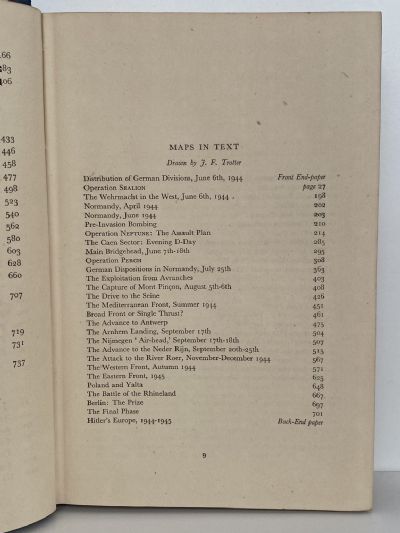 .66
283
406
433
446
458
477
498
523
540
562
580
603
628
660
707
719
731
737
MAPS IN TEXT
Drawn by J. F. Trotter
Distribution of German Divisions, June 6th, 1944 Front End-paper
Operation SEALION page 27
The Wehrmacht in the West, June 6th, 1944 . 198
Normandy, April 1944 202
Normandy, June 1944 203
Pre-Invasion Bombing 210
Operation NEPTUNE: The Assault Plan 214
The Caen Sector: Evening D-Day 285
Main Bridgehead, June 7th-18th 295
Operation PERCH 308
German Dispositions in Normandy, July 25th 363
The Exploitation from Avranches 403
The Capture of Mont Pinçon, August 5th-6th 408
The Drive to the Seine 426
The Mediterranean Front, Summer 1944 451
Broad Front or Single Thrust? 461
The Advance to Antwerp 475
The Arnhem Landing, September 17th 504
The Nijmegen ' Air-head,' September 17th-18th 507
The Advance to the Neder Rijn, September 20th-25th 513
The Attack to the River Roer, November-December 1944 567
The Western Front, Autumn 1944 571
The Eastern Front, 1945 625
Poland and Yalta 648
The Battle of the Rhineland 667
Berlin: The Prize 697
The Final Phase 701
Hitler's Europe, 1944-1945 Back-End paper
9